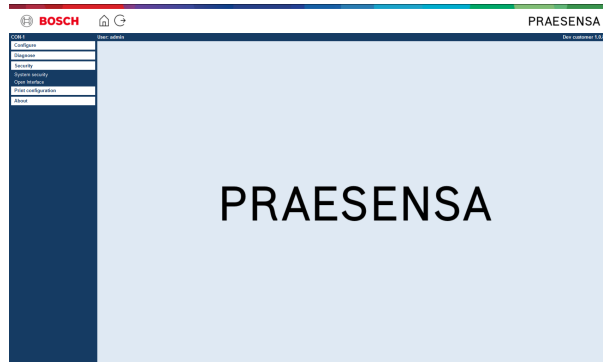 BOSCH
PRAESENSA
CON-1 User: admin Dev customer 1.0.
Configure
Diagnose
Security
System security
Open Interface
Print configuration
About
PRAESENSA